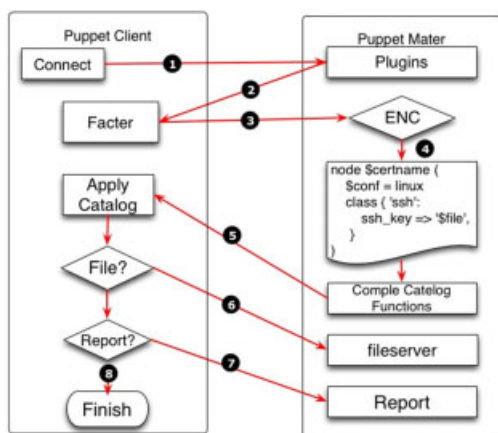 Puppet Client
Puppet Mater
Connect
1
Plugins
2
Facter
3
ENC
4
node $certname {
$conf = linux
class { 'ssh':
ssh_key => '$file',
}
}
Apply
Catalog
5
Comple Catelog
Functions
File?
6
fileserver
Report?
7
Report
8
Finish